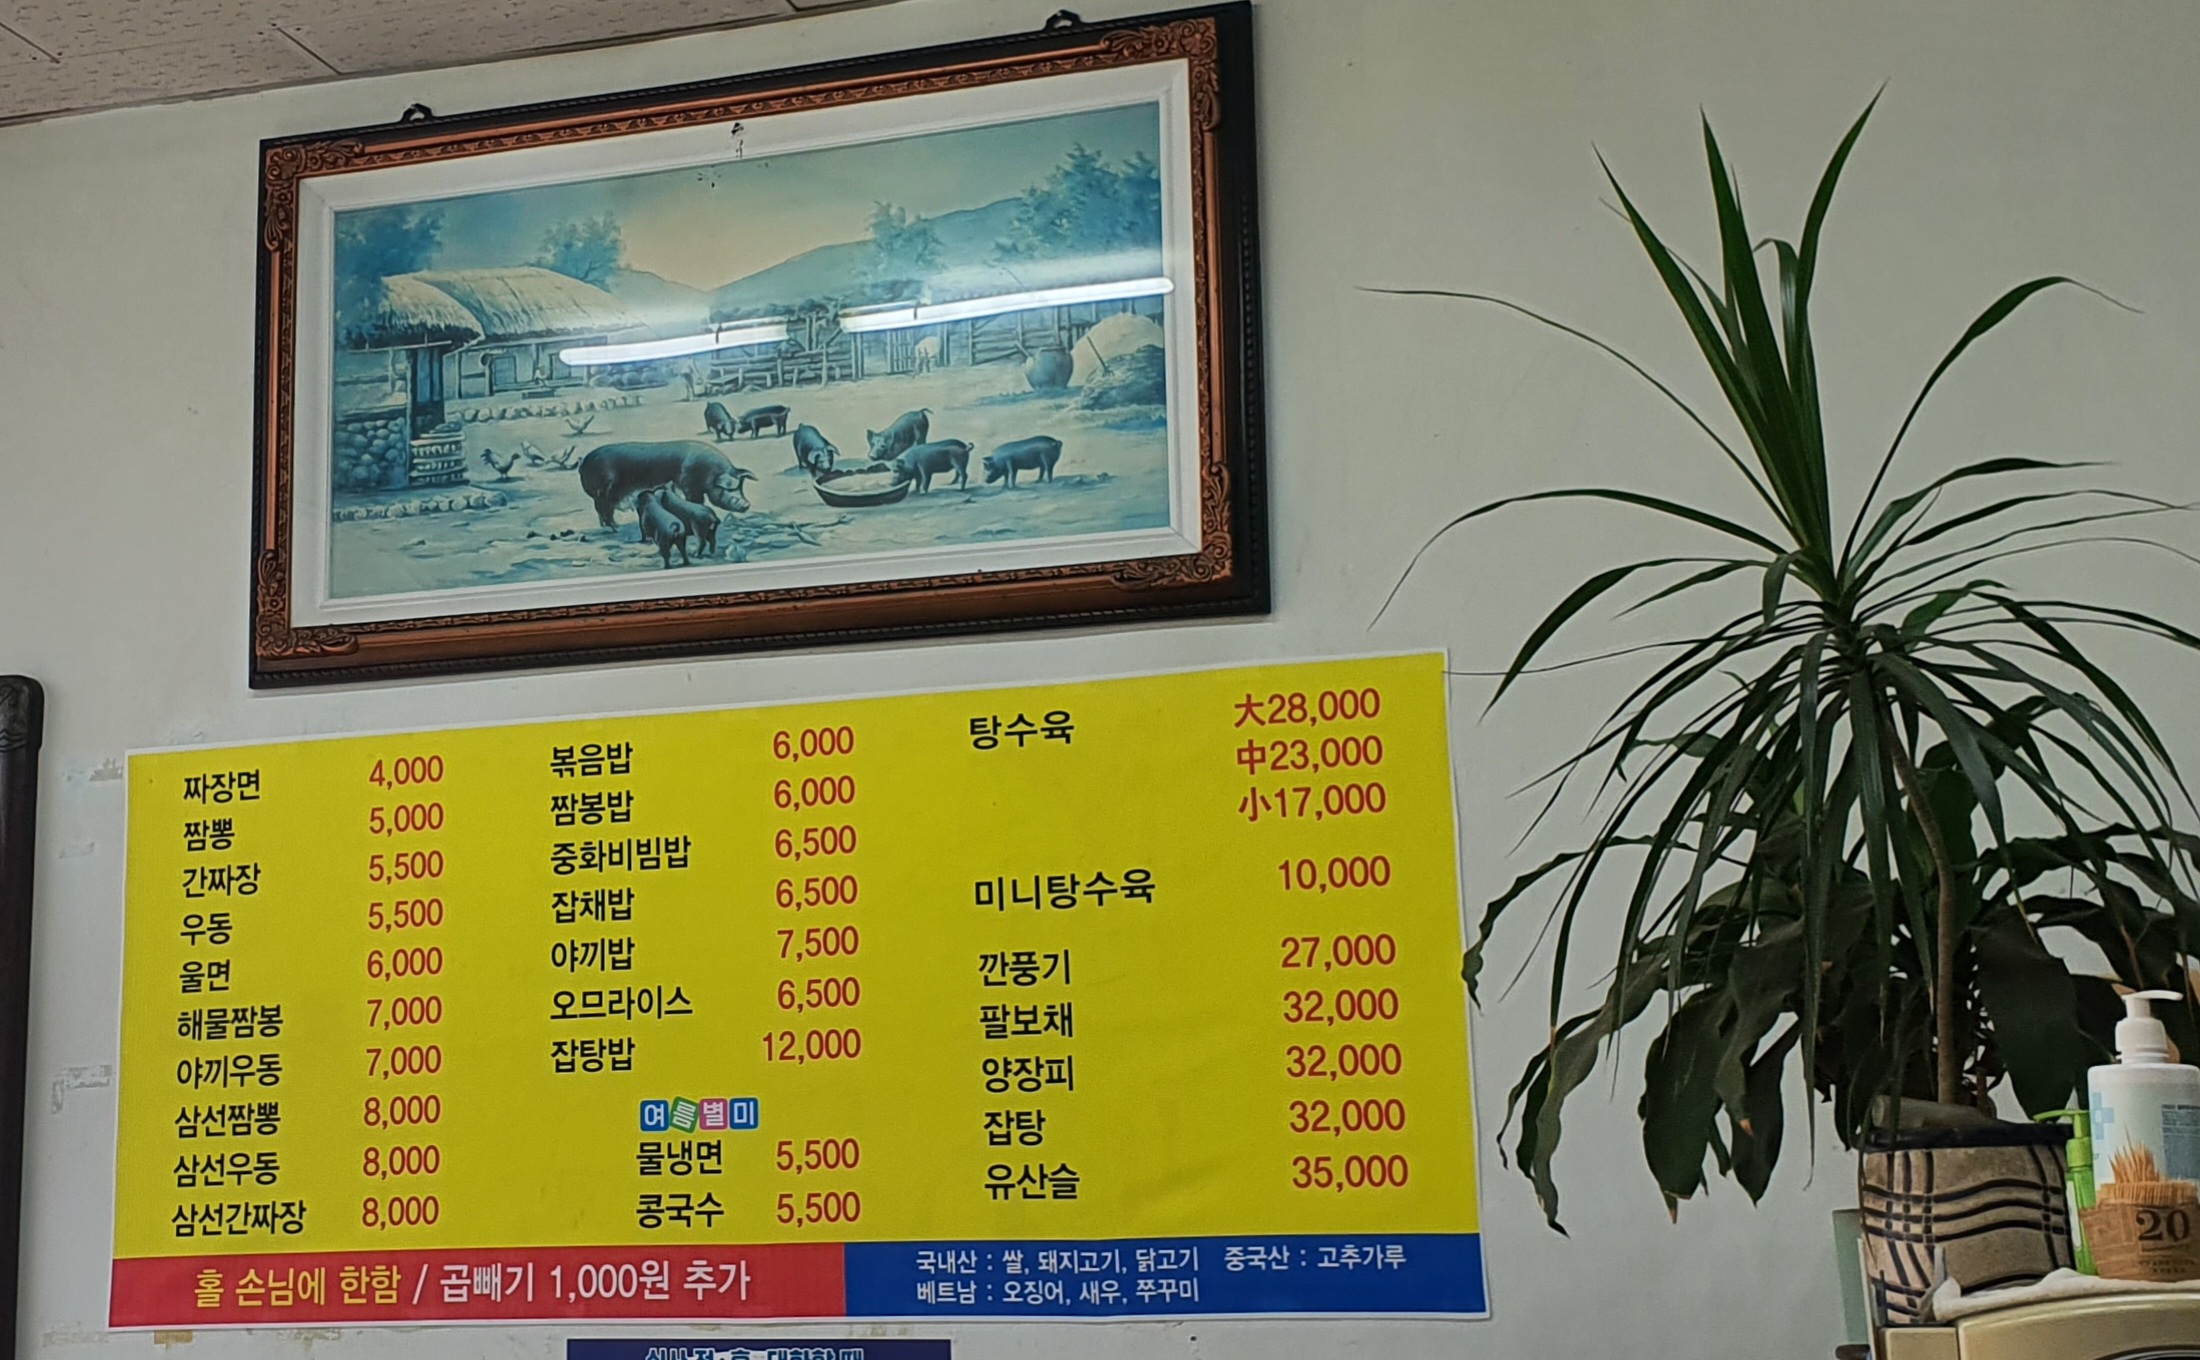 짜장면 4,000
짬뽕 5,000
간짜장 5,500
우동 5,500
울면 6,000
해물짬봉 7,000
야끼우동 7,000
삼선짬뽕 8,000
삼선우동 8,000
삼선간짜장 8,000
볶음밥 6,000
짬봉밥 6,000
중화비빔밥 6,500
잡채밥 6,500
야끼밥 7,500
오므라이스 6,500
잡탕밥 12,000
여름별미
물냉면 5,500
콩국수 5,500
탕수육 大28,000
中23,000
小17,000
미니탕수육 10,000
깐풍기 27,000
팔보채 32,000
양장피 32,000
잡탕 32,000
유산슬 35,000
홀 손님에 한함 / 곱빼기 1,000원 추가
국내산 : 쌀, 돼지고기, 닭고기 중국산 : 고추가루
베트남 : 오징어, 새우, 쭈꾸미
20